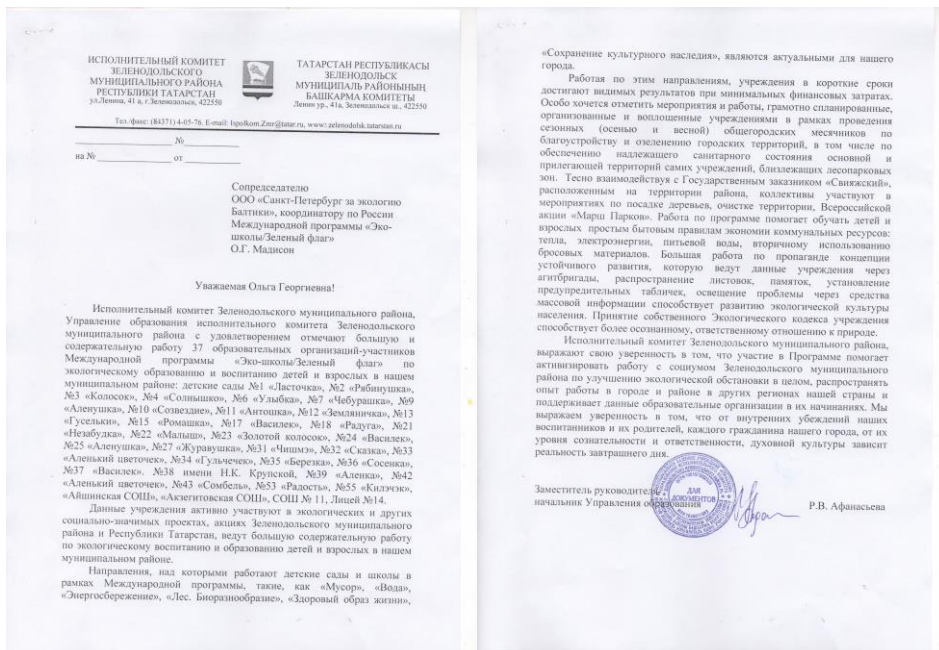 ИСПОЛНИТЕЛЬНЫЙ КОМИТЕТ
ЗЕЛЕНОДОЛЬСКОГО
МУНИЦИПАЛЬНОГО РАЙОНА
РЕСПУБЛИКИ ТАТАРСТАН
ул.Ленина, 41 а, г.Зеленодольск, 422550
ТАТАРСТАН РЕСПУБЛИКАСЫ
ЗЕЛЕНОДОЛЬСК
МУНИЦИПАЛЬ РАЙОНЫНЫҢ
БАШКАРМА КОМИТЕТЫ
Ленин ур., 41а, Зеленодольск ш., 422550
Тел./факс: (84371) 4-05-76. E-mail: Ispolkom.Zmr@tatar.ru, www: zelenodolsk.tatarstan.ru
№
на № от
Сопредседателю
ООО «Санкт-Петербург за экологию
Балтики», координатору по России
Международной программы «Эко-
школы/Зеленый флаг»
О.Г. Мадисон
Уважаемая Ольга Георгиевна!
Исполнительный комитет Зеленодольского муниципального района,
Управление образования исполнительного комитета Зеленодольского
муниципального района с удовлетворением отмечают большую и
содержательную работу 37 образовательных организаций-участников
Международной программы «Эко-школы/Зеленый флаг» по
экологическому образованию и воспитанию детей и взрослых в нашем
муниципальном районе: детские сады №1 «Ласточка», №2 «Рябинушка»,
№3 «Колосок», №4 «Солнышко», №6 «Улыбка», №7 «Чебурашка», №9
«Аленушка», №10 «Созвездие», №11 «Антошка», №12 «Земляничка», №13
«Гусельки», №15 «Ромашка», №17 «Василек», №18 «Радуга», №21
«Незабудка», №22 «Малыш», №23 «Золотой колосок», №24 «Василек»,
№25 «Аленушка», №27 «Журавушка», №31 «Чишмэ», №32 «Сказка», №33
«Аленький цветочек», №34 «Гульчечек», №35 «Березка», №36 «Сосенка»,
№37 «Василек». №38 имени Н.К. Крупской, №39 «Аленка», №42
«Аленький цветочек», №43 «Сомбель», №53 «Радость», №55 «Килэчэк»,
«Айшинская СОШ», «Акзегитовская СОШ», СОШ № 11, Лицей №14.
Данные учреждения активно участвуют в экологических и других
социально-значимых проектах, акциях Зеленодольского муниципального
района и Республики Татарстан, ведут большую содержательную работу
по экологическому воспитанию и образованию детей и взрослых в нашем
муниципальном районе.
Направления, над которыми работают детские сады и школы в
рамках Международной программы, такие, как «Мусор», «Вода»,
«Энергосбережение», «Лес. Биоразнообразие», «Здоровый образ жизни»,
«Сохранение культурного наследия», являются актуальными для нашего
города.
Работая по этим направлениям, учреждения в короткие сроки
достигают видимых результатов при минимальных финансовых затратах.
Особо хочется отметить мероприятия и работы, грамотно спланированные,
организованные и воплощенные учреждениями в рамках проведения
сезонных (осенью и весной) общегородских месячников по
благоустройству и озеленению городских территорий, в том числе по
обеспечению надлежащего санитарного состояния основной и
прилегающей территорий самих учреждений, близлежащих лесопарковых
зон. Тесно взаимодействуя с Государственным заказником «Свияжский»,
расположенным на территории района, коллективы участвуют в
мероприятиях по посадке деревьев, очистке территории, Всероссийской
акции «Марш Парков». Работа по программе помогает обучать детей и
взрослых простым бытовым правилам экономии коммунальных ресурсов:
тепла, электроэнергии, питьевой воды, вторичному использованию
бросовых материалов. Большая работа по пропаганде концепции
устойчивого развития, которую ведут данные учреждения через
агитбригады, распространение листовок, памяток, установление
предупредительных табличек, освещение проблемы через средства
массовой информации способствует развитию экологической культуры
населения. Принятие собственного Экологического кодекса учреждения
способствует более осознанному, ответственному отношению к природе.
Исполнительный комитет Зеленодольского муниципального района,
выражают свою уверенность в том, что участие в Программе помогает
активизировать работу с социумом Зеленодольского муниципального
района по улучшению экологической обстановки в целом, распространять
опыт работы в городе и районе в других регионах нашей страны и
поддерживает данные образовательные организации в их начинаниях. Мы
выражаем уверенность в том, что от внутренних убеждений наших
воспитанников и их родителей, каждого гражданина нашего города, от их
уровня сознательности и ответственности, духовной культуры зависит
реальность завтрашнего дня.
Заместитель руководителя
начальник Управления образования
ДЛЯ
ДОКУМЕНТОВ
Р.В. Афанасьева